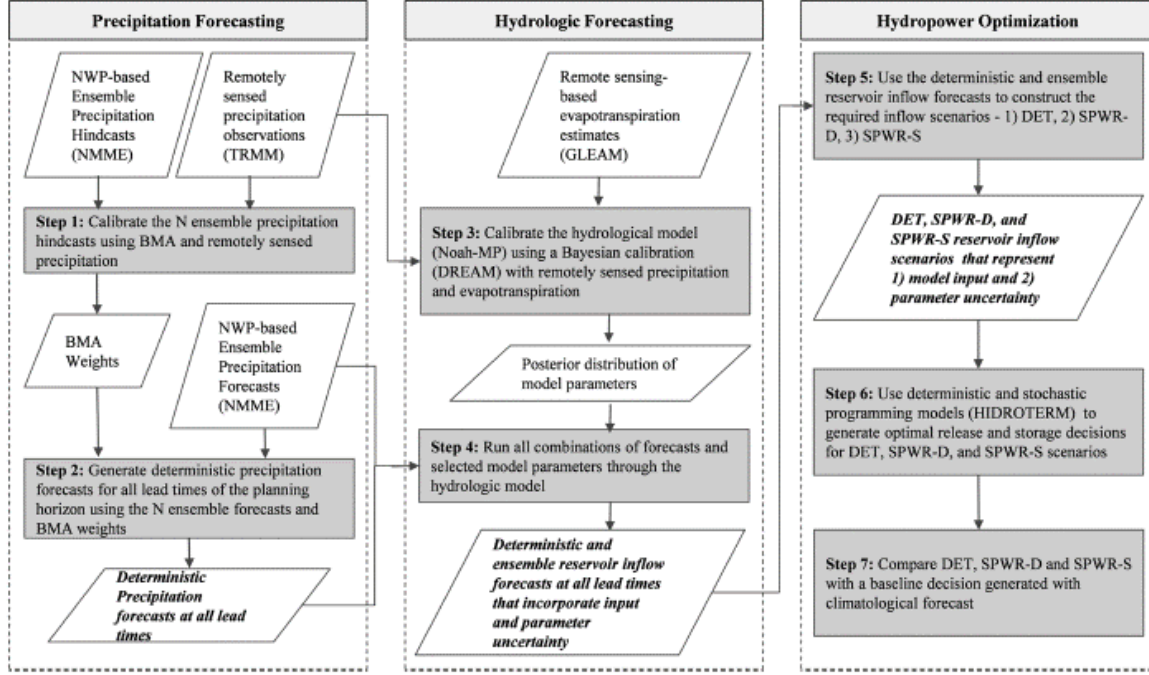 Precipitation Forecasting
NWP-based
Ensemble
Precipitation
Hindcasts
(NMME)
Remotely
sensed
precipitation
observations
(TRMM)
Step 1: Calibrate the N ensemble precipitation
hindcasts using BMA and remotely sensed
precipitation
BMA
Weights
NWP-based
Ensemble
Precipitation
Forecasts
(NMME)
Step 2: Generate deterministic precipitation
forecasts for all lead times of the planning
horizon using the N ensemble forecasts and
BMA weights
Deterministic
Precipitation
forecasts at all lead
times
Hydrologic Forecasting
Remote sensing-
based
evapotranspiration
estimates
(GLEAM)
Step 3: Calibrate the hydrological model
(Noah-MP) using a Bayesian calibration
(DREAM) with remotely sensed precipitation
and evapotranspiration
Posterior distribution of
model parameters
Step 4: Run all combinations of forecasts and
selected model parameters through the
hydrologic model
Deterministic and
ensemble reservoir inflow
forecasts at all lead times
that incorporate input
and parameter
uncertainty
Hydropower Optimization
Step 5: Use the deterministic and ensemble
reservoir inflow forecasts to construct the
required inflow scenarios - 1) DET, 2) SPWR-
D, 3) SPWR-S
DET, SPWR-D, and
SPWR-S reservoir inflow
scenarios that represent
1) model input and 2)
parameter uncertainty
Step 6: Use deterministic and stochastic
programming models (HIDROTERM) to
generate optimal release and storage decisions
for DET, SPWR-D, and SPWR-S scenarios
Step 7: Compare DET, SPWR-D and SPWR-S
with a baseline decision generated with
climatological forecast